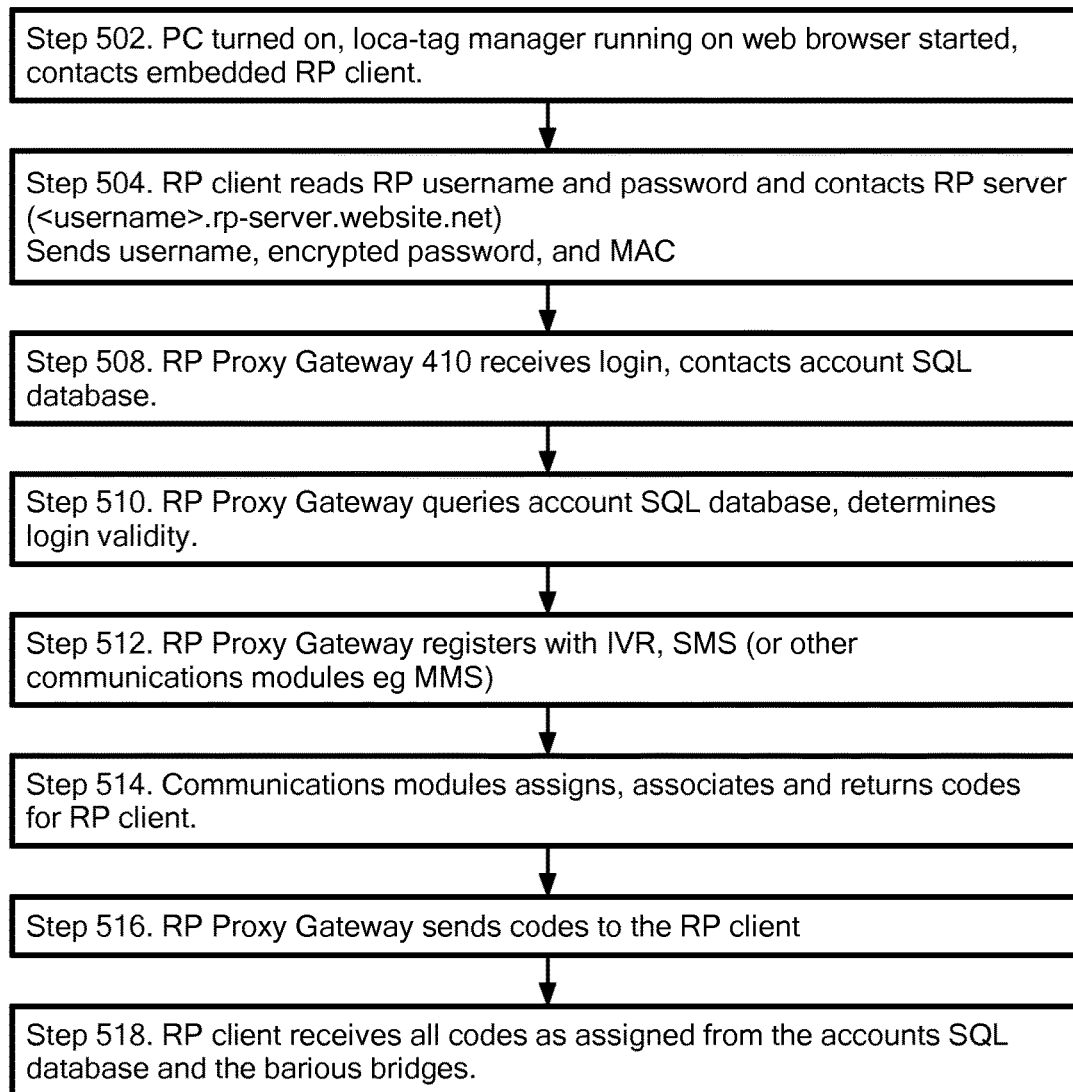 Step 502. PC turned on, loca-tag manager running on web browser started,
contacts embedded RP client.
Step 504. RP client reads RP username and password and contacts RP server
(<username>.rp-server.website.net)
Sends username, encrypted password, and MAC
Step 508. RP Proxy Gateway 410 receives login, contacts account SQL
database.
Step 510. RP Proxy Gateway queries account SQL database, determines
login validity.
Step 512. RP Proxy Gateway registers with IVR, SMS (or other
communications modules eg MMS)
Step 514. Communications modules assigns, associates and returns codes
for RP client.
Step 516. RP Proxy Gateway sends codes to the RP client
Step 518. RP client receives all codes as assigned from the accounts SQL
database and the barious bridges.